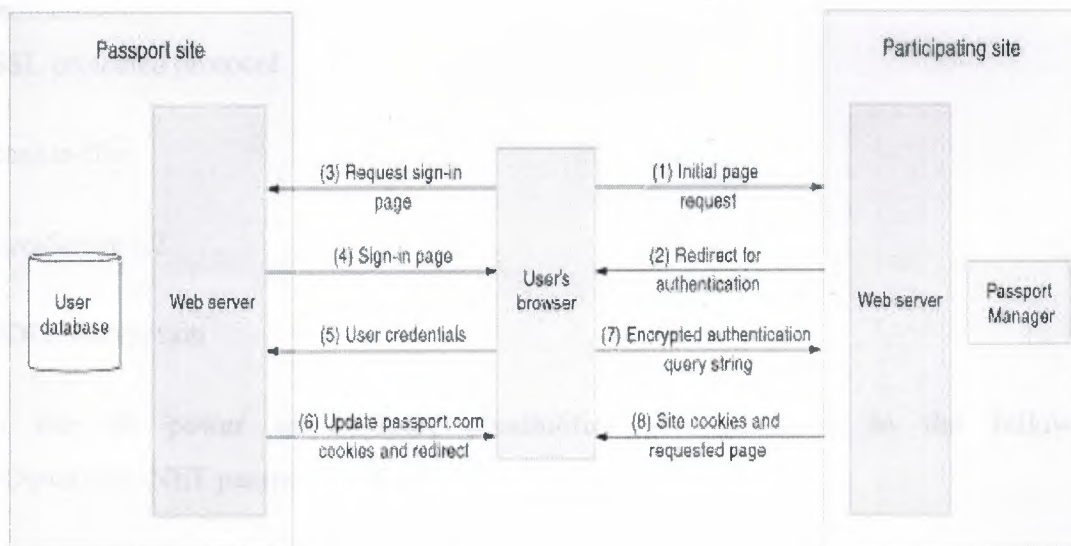 Passport site
Participating site
(3) Request sign-in
page
(1) Initial page
request
(4) Sign-in page
(2) Redirect for
authentication
User
database
Web server
User's
browser
Web server
Passport
Manager
(5) User credentials
(7) Encrypted authentication
query string
(6) Update passport.com
cookies and redirect
(8) Site cookies and
requested page